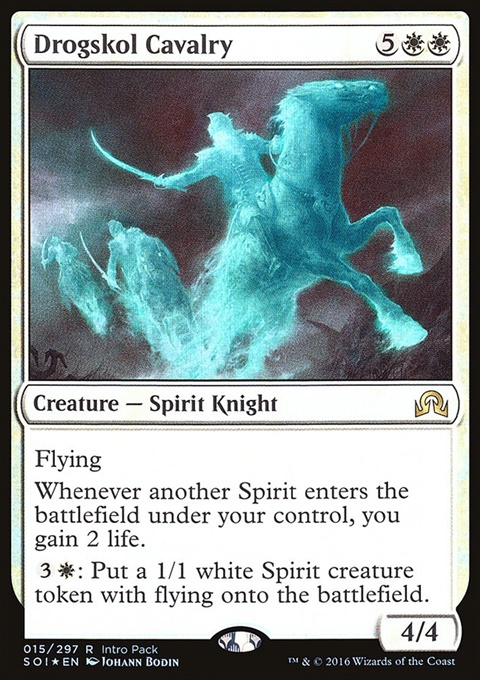 Drogskol Cavalry 5
Creature — Spirit Knight
Flying
Whenever another Spirit enters the
battlefield under your control, you
gain 2 life.
3 : Put a 1/1 white Spirit creature
token with flying onto the battlefield.
4/4
015/297 R Intro Pack
SOI★EN Johann Bodin
™ & © 2016 Wizards of the Coast